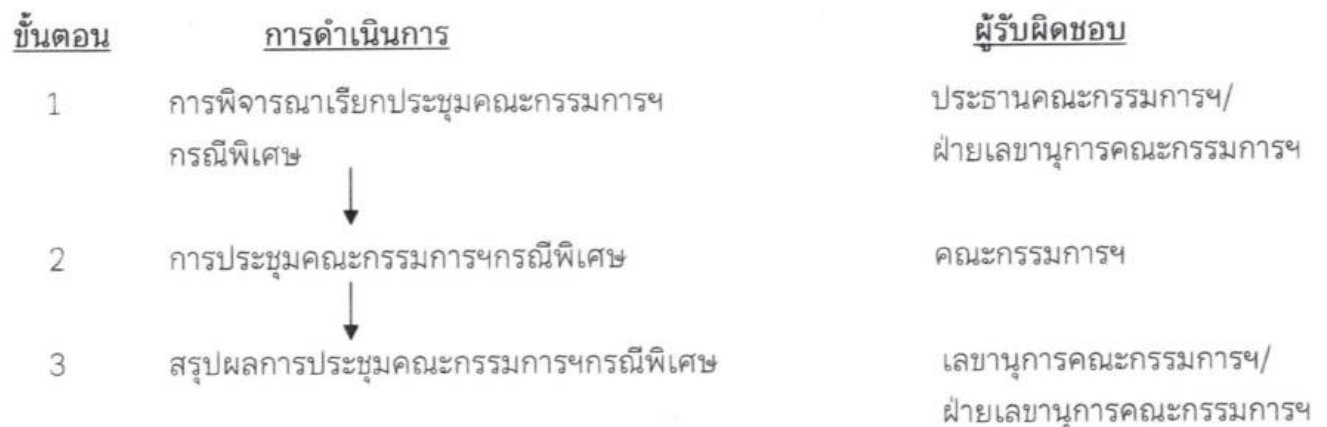 ขั้นตอน การดำเนินการ ผู้รับผิดชอบ
1 การพิจารณาเรียกประชุมคณะกรรมการฯ ประธานคณะกรรมการฯ/
กรณีพิเศษ ฝ่ายเลขานุการคณะกรรมการฯ
2 การประชุมคณะกรรมการฯกรณีพิเศษ คณะกรรมการฯ
3 สรุปผลการประชุมคณะกรรมการฯกรณีพิเศษ เลขานุการคณะกรรมการฯ/
ฝ่ายเลขานุการคณะกรรมการฯ